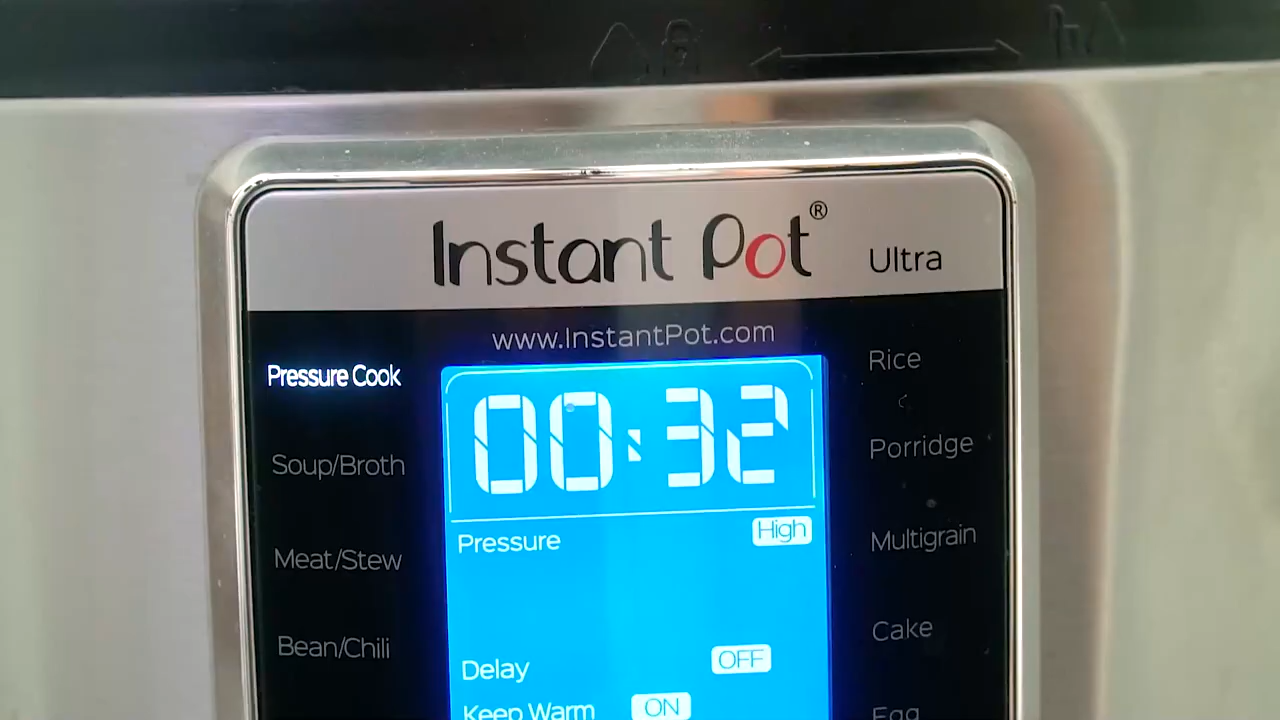 Instant Pot®
Ultra
www.InstantPot.com
Pressure Cook
Soup/Broth
Meat/Stew
Bean/Chili
00:32
Pressure High
Delay OFF
Keep Warm ON
Rice
Porridge
Multigrain
Cake
Egg